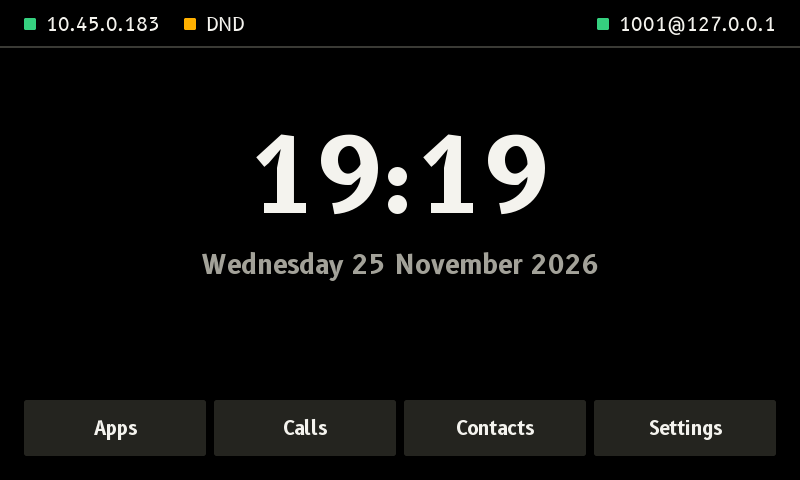 10.45.0.183 DND 1001@127.0.0.1
19:19
Wednesday 25 November 2026
Apps Calls Contacts Settings